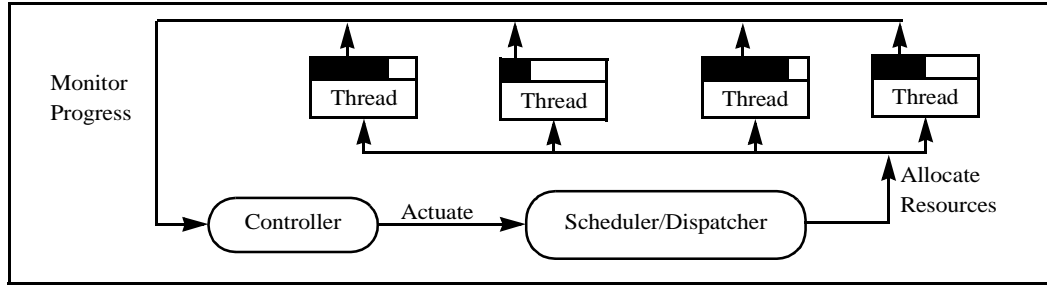 Monitor
Progress
Thread
Thread
Thread
Thread
Allocate
Resources
Controller
Actuate
Scheduler/Dispatcher